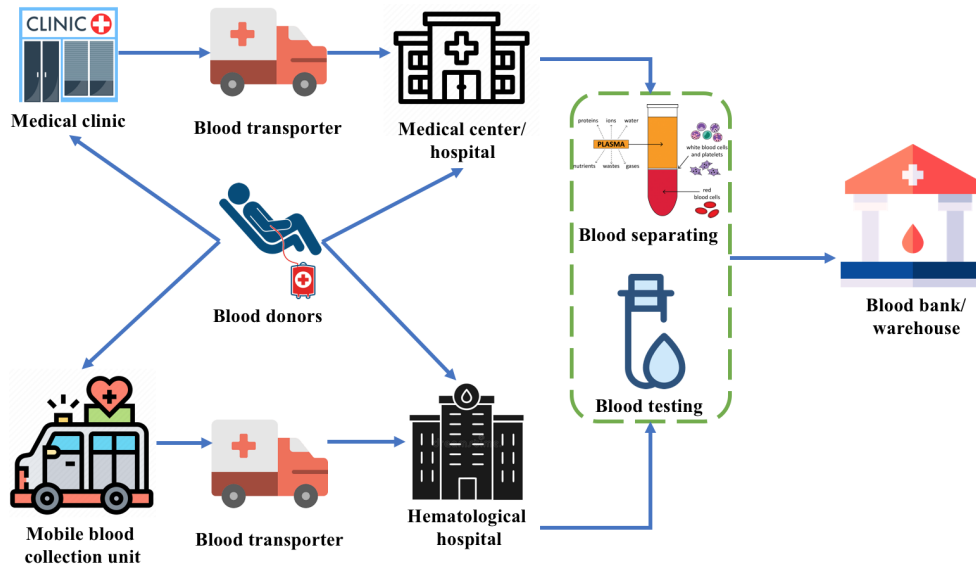 CLINIC
Medical clinic
Blood transporter
Medical center/
hospital
proteins ions water
PLASMA
nutrients wastes gases
white blood cells
and platelets
red
blood cells
Blood separating
Blood donors
Blood bank/
warehouse
Blood testing
Mobile blood
collection unit
Blood transporter
Hematological
hospital